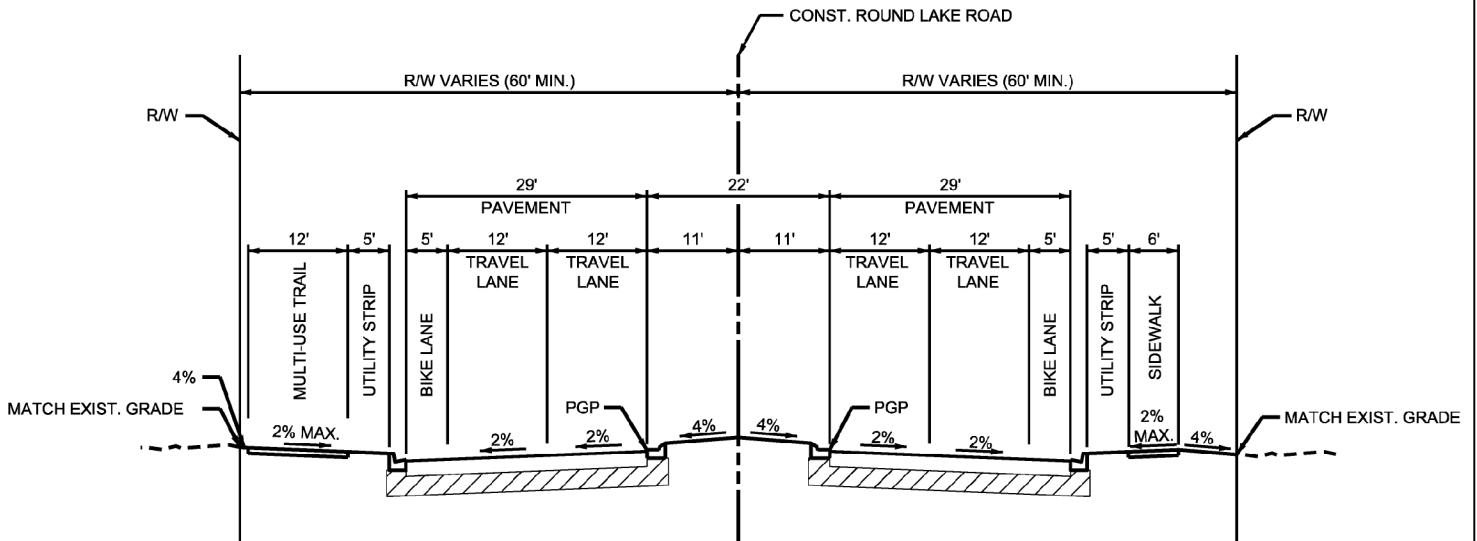 CONST. ROUND LAKE ROAD
R/W VARIES (60' MIN.)
R/W VARIES (60' MIN.)
R/W
R/W
29'
22'
29'
PAVEMENT
PAVEMENT
12'
5'
5'
12'
12'
11'
11'
12'
12'
5'
5'
6'
MULTI-USE TRAIL
UTILITY STRIP
BIKE LANE
TRAVEL
LANE
TRAVEL
LANE
TRAVEL
LANE
TRAVEL
LANE
BIKE LANE
UTILITY STRIP
SIDEWALK
4%
MATCH EXIST. GRADE
2% MAX.
2%
2%
PGP
4%
4%
PGP
2%
2%
2%
MAX.
4%
MATCH EXIST. GRADE